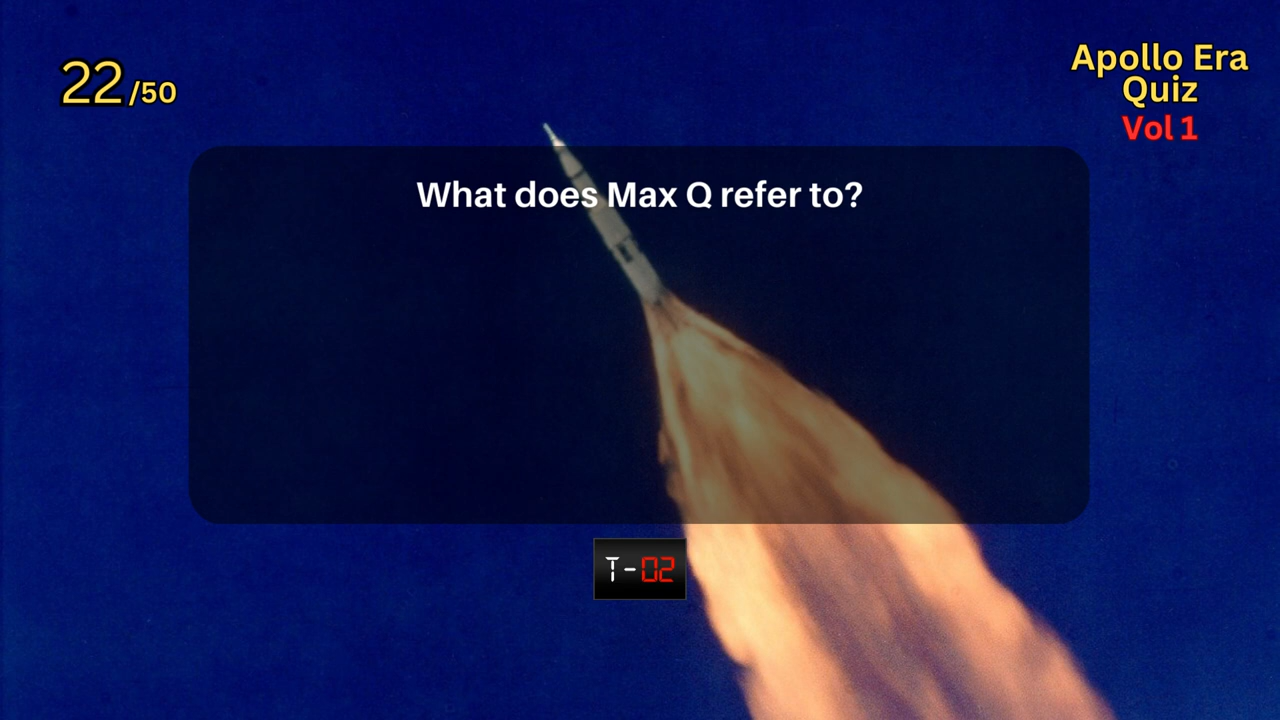 22/50
Apollo Era
Quiz
Vol 1
What does Max Q refer to?
T-02